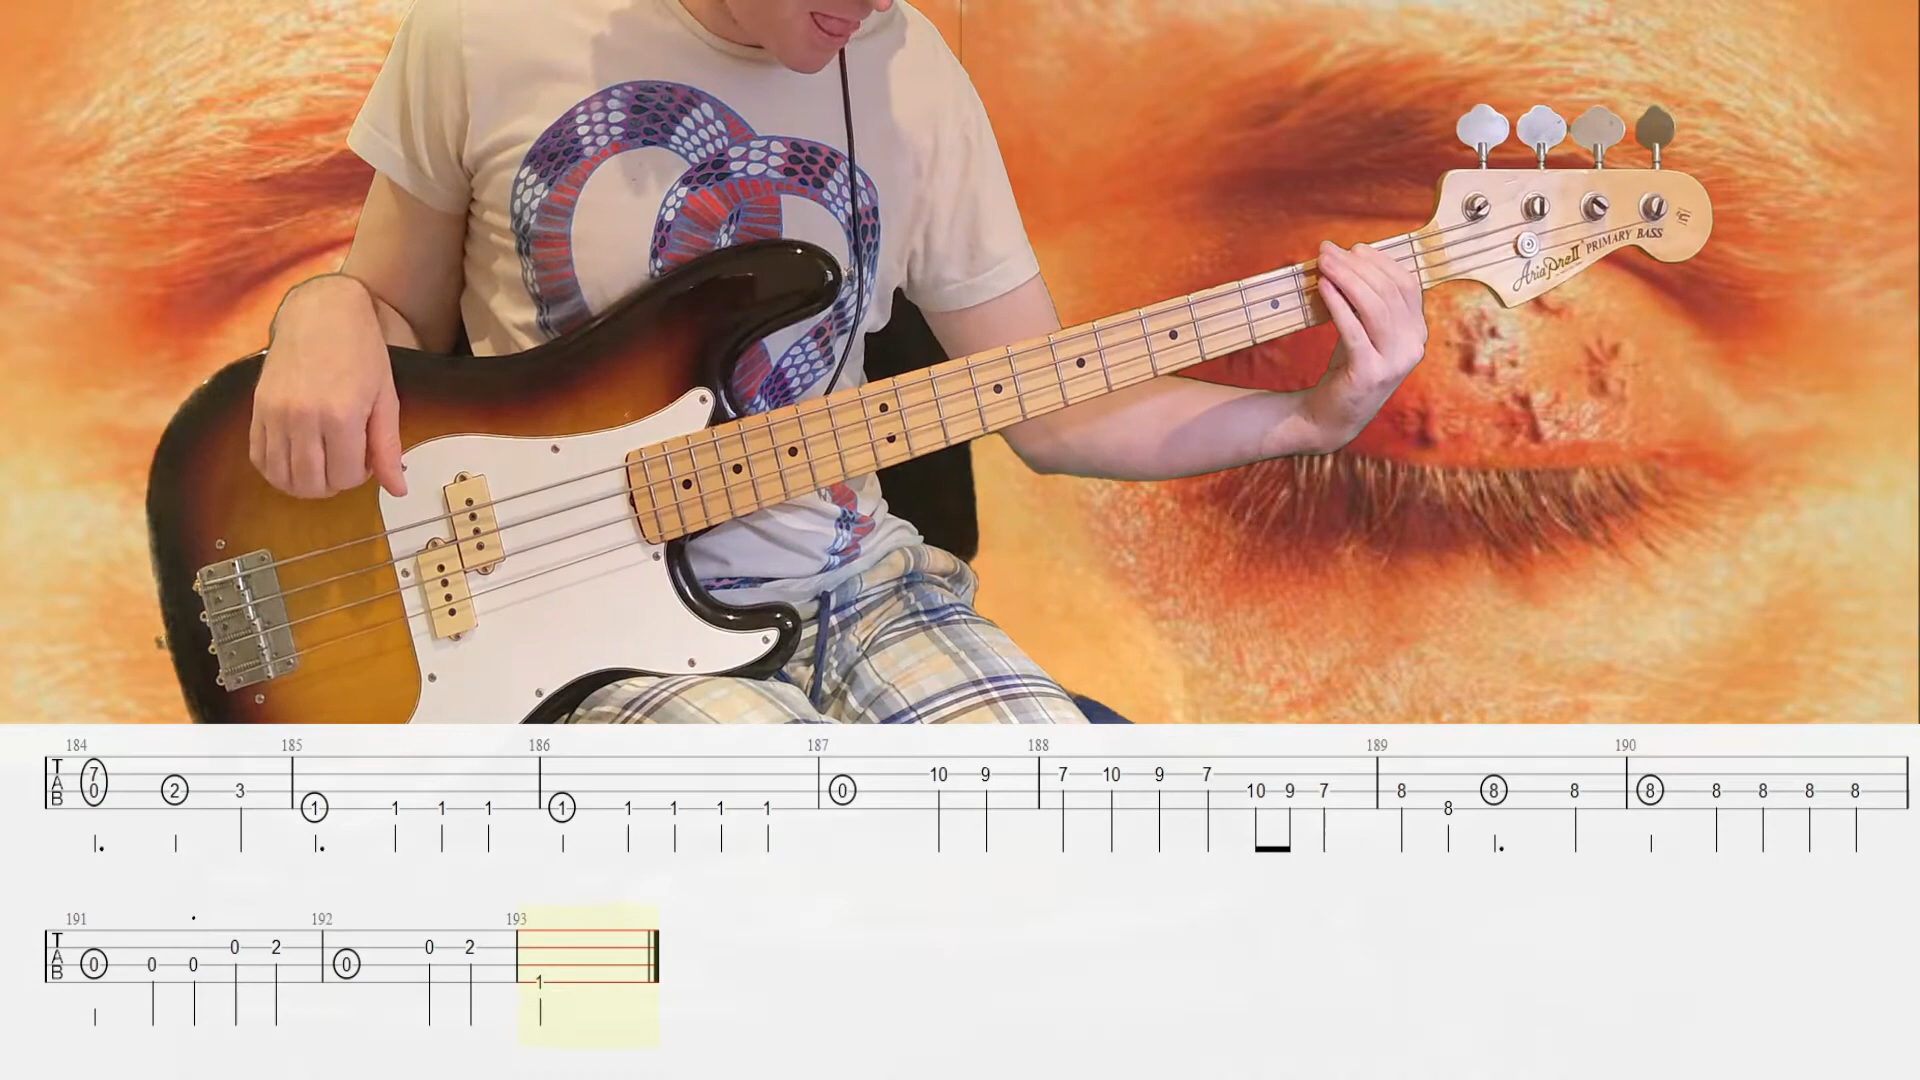 Aria Pro II PRIMARY BASS
184 185 186 187 188 189 190
T
A
B
7 10 9 7 10 9 7
0 2 3 0 10 9 7 8 8 8 8 8 8 8 8
1 1 1 1 1 1 1 1 1 8
191 192 193
T
A
B
0 2 0 2
0 0 0 0
1